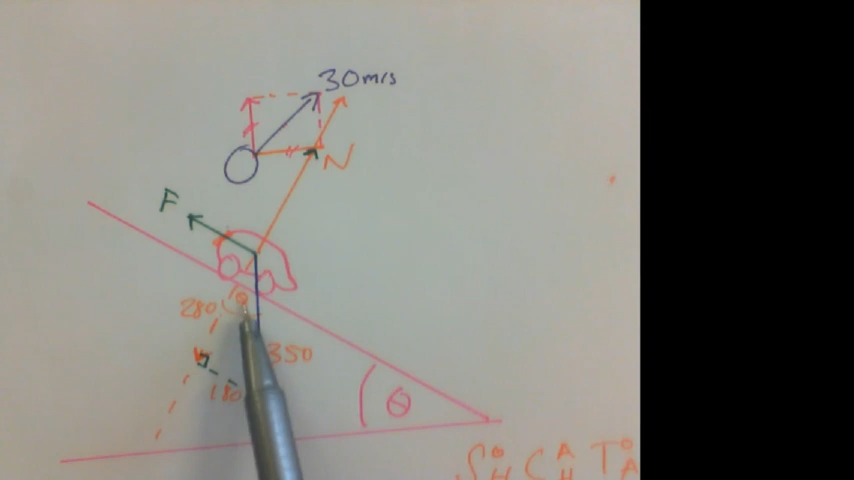 30m/s
N
F
θ
280
350
180
θ
SOH CAH TOA